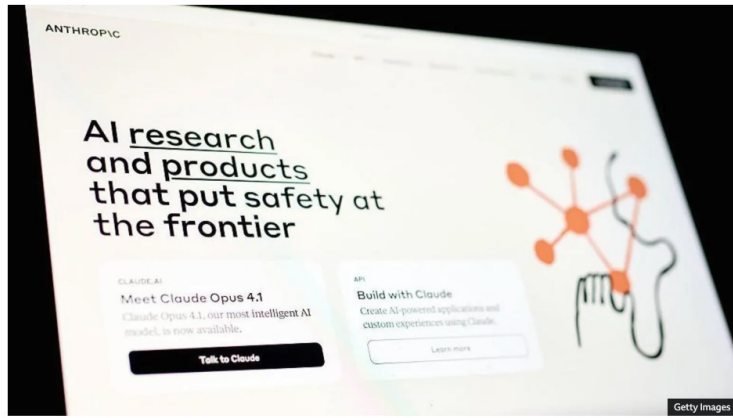 ANTHROP\C
AI research
and products
that put safety at
the frontier
CLAUDE.AI
Meet Claude Opus 4.1
Claude Opus 4.1, our most intelligent AI
model, is now available.
Talk to Claude
API
Build with Claude
Create AI-powered applications and
custom experiences using Claude.
Learn more
Getty Images